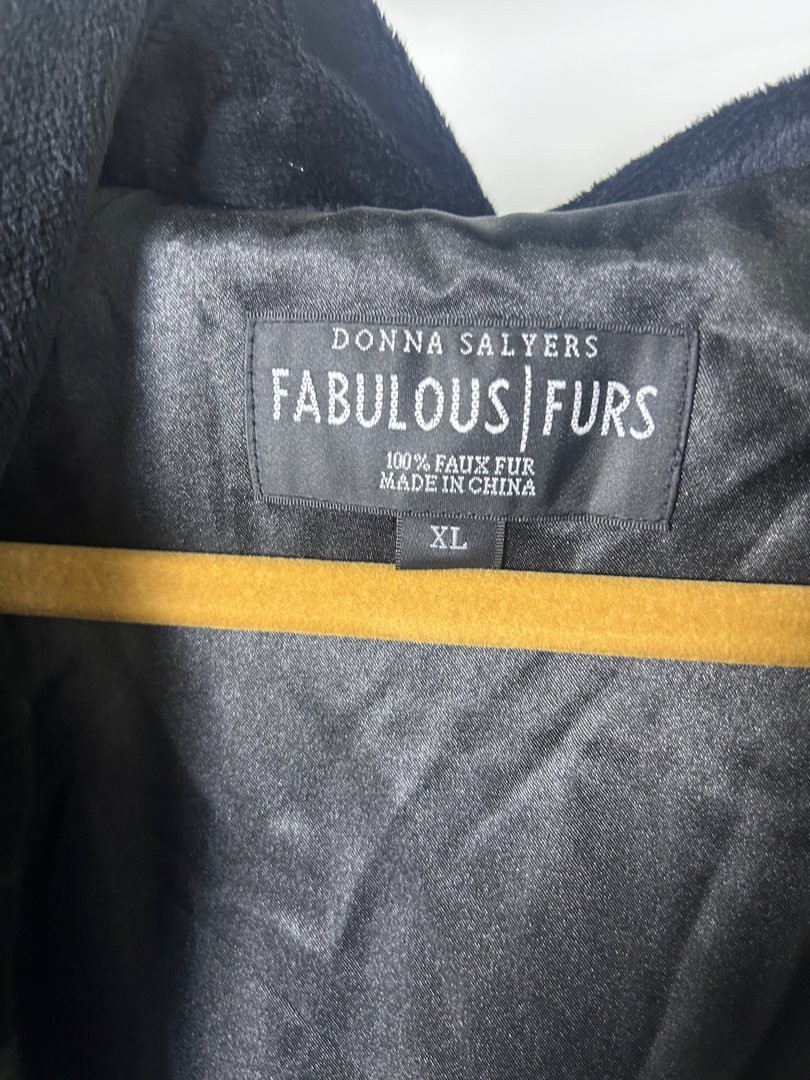 DONNA SALYERS
FABULOUS|FURS
100% FAUX FUR
MADE IN CHINA
XL